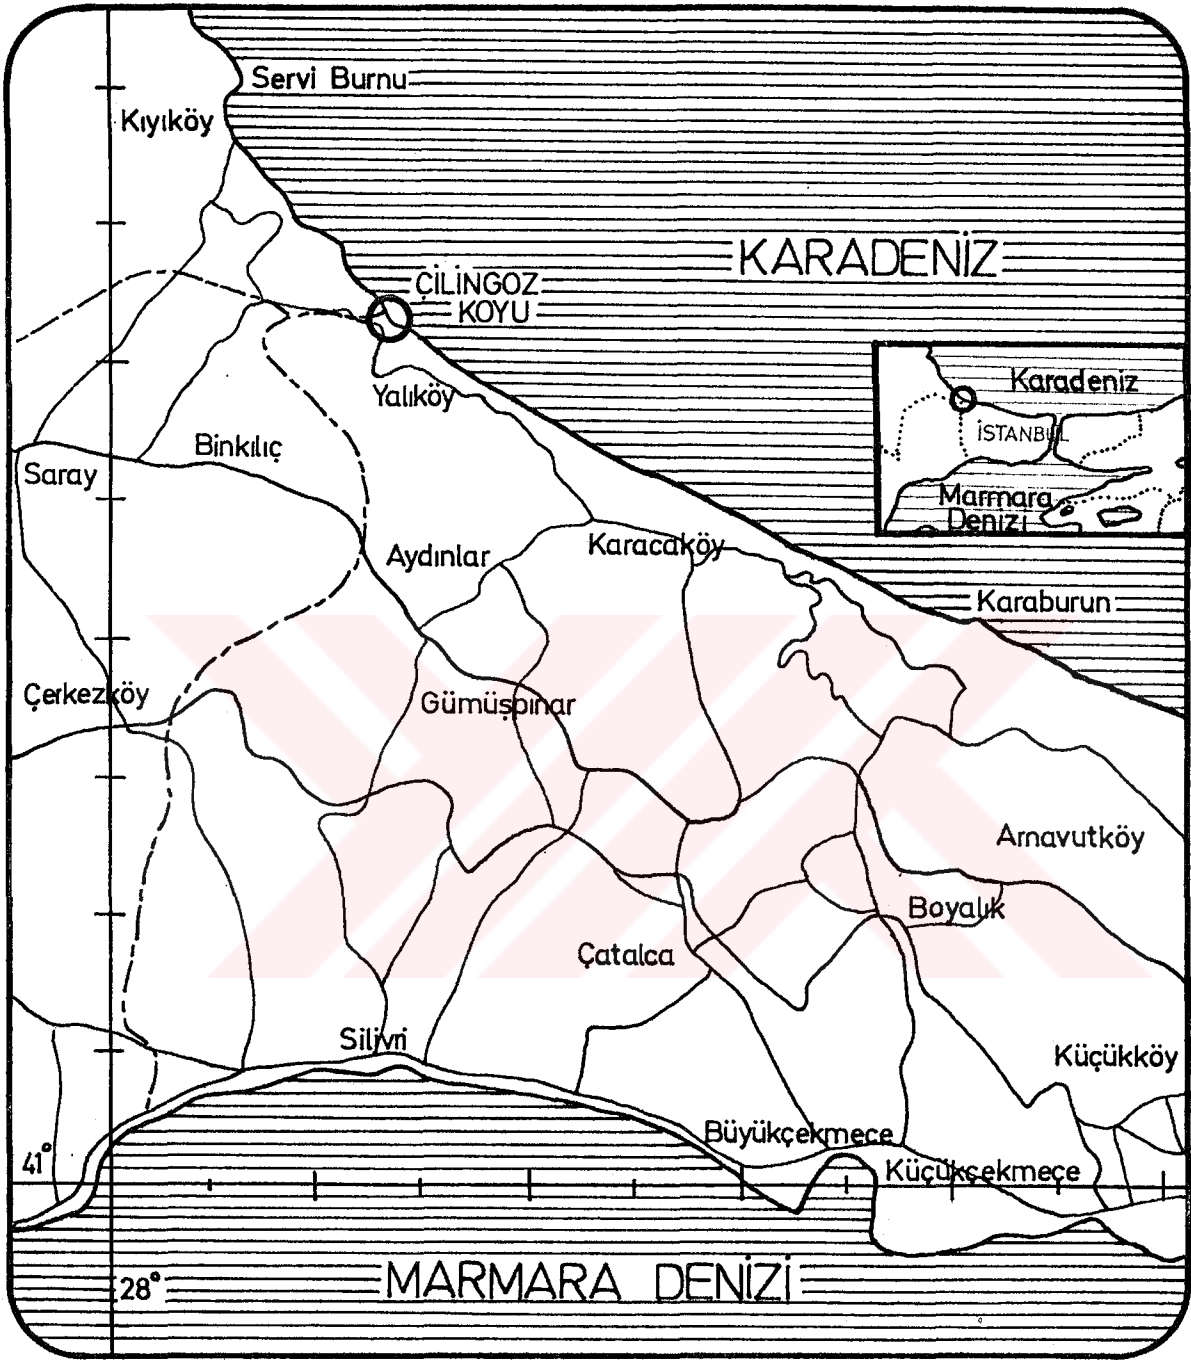 Servi Burnu
Kıyıköy
KARADENİZ
ÇİLİNGOZ
KOYU
Karadeniz
Yalıköy
İSTANBUL
Binkılıç
Saray
Marmara
Denizi
Karacaköy
Aydınlar
Karaburun
Çerkezköy
Gümüşpınar
Arnavutköy
Boyalık
Çatalca
Silivri
Küçükköy
Büyükçekmece
41°
Küçükçekmeçe
28°
MARMARA DENİZİ